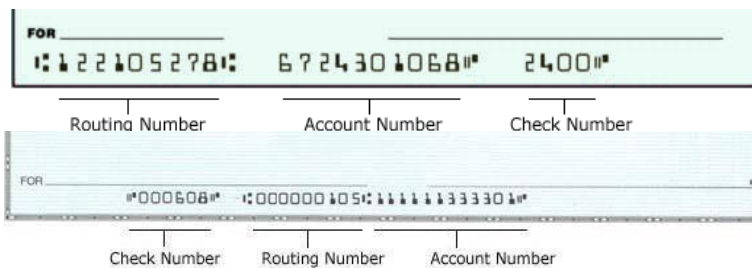 FOR
⑆122105278⑆ 6724301068⑈ 2400⑈
Routing Number Account Number Check Number
FOR
⑈000608⑈ ⑆000000105⑆111111333301⑈
Check Number Routing Number Account Number